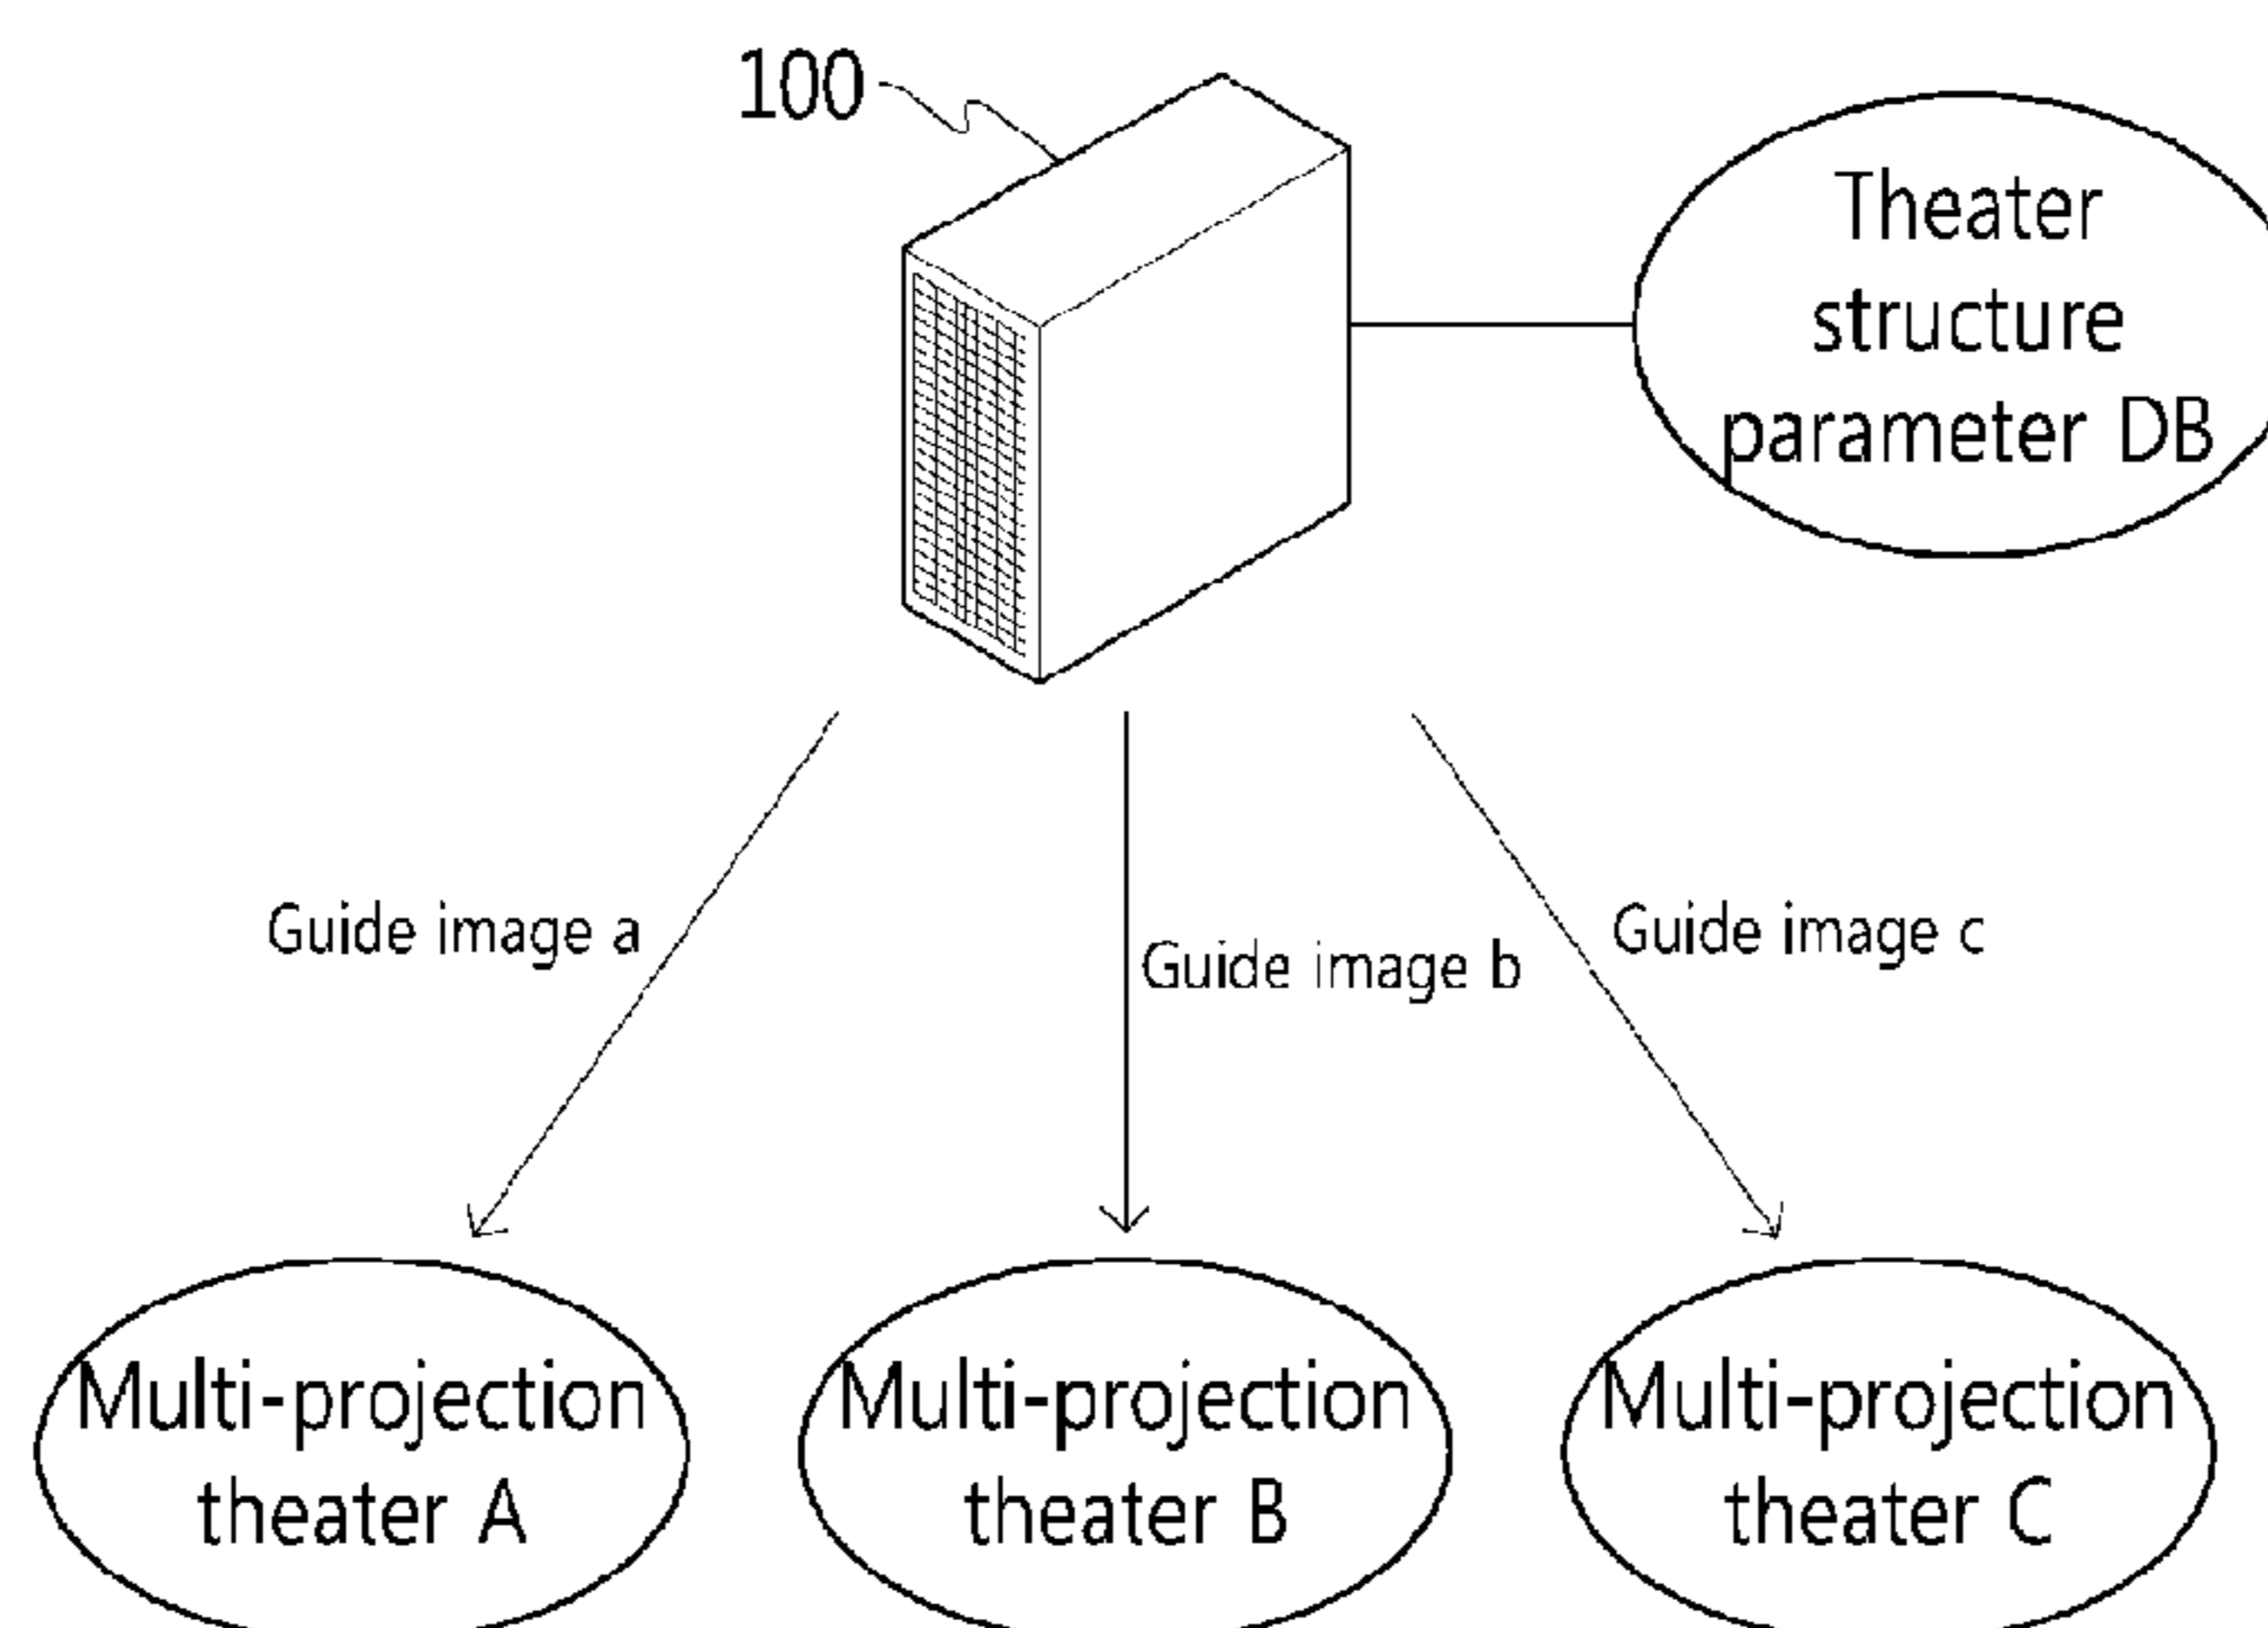 100
Theater
structure
parameter DB
Guide image a
Guide image b
Guide image c
Multi-projection
theater A
Multi-projection
theater B
Multi-projection
theater C